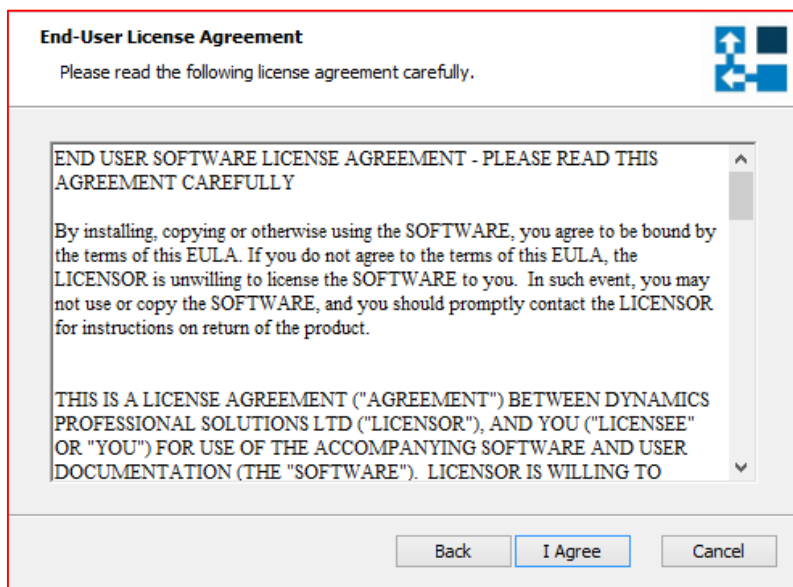 End-User License Agreement
Please read the following license agreement carefully.
END USER SOFTWARE LICENSE AGREEMENT - PLEASE READ THIS
AGREEMENT CAREFULLY
By installing, copying or otherwise using the SOFTWARE, you agree to be bound by
the terms of this EULA. If you do not agree to the terms of this EULA, the
LICENSOR is unwilling to license the SOFTWARE to you.  In such event, you may
not use or copy the SOFTWARE, and you should promptly contact the LICENSOR
for instructions on return of the product.
THIS IS A LICENSE AGREEMENT ("AGREEMENT") BETWEEN DYNAMICS
PROFESSIONAL SOLUTIONS LTD ("LICENSOR"), AND YOU ("LICENSEE"
OR "YOU") FOR USE OF THE ACCOMPANYING SOFTWARE AND USER
DOCUMENTATION (THE "SOFTWARE").  LICENSOR IS WILLING TO
Back
I Agree
Cancel